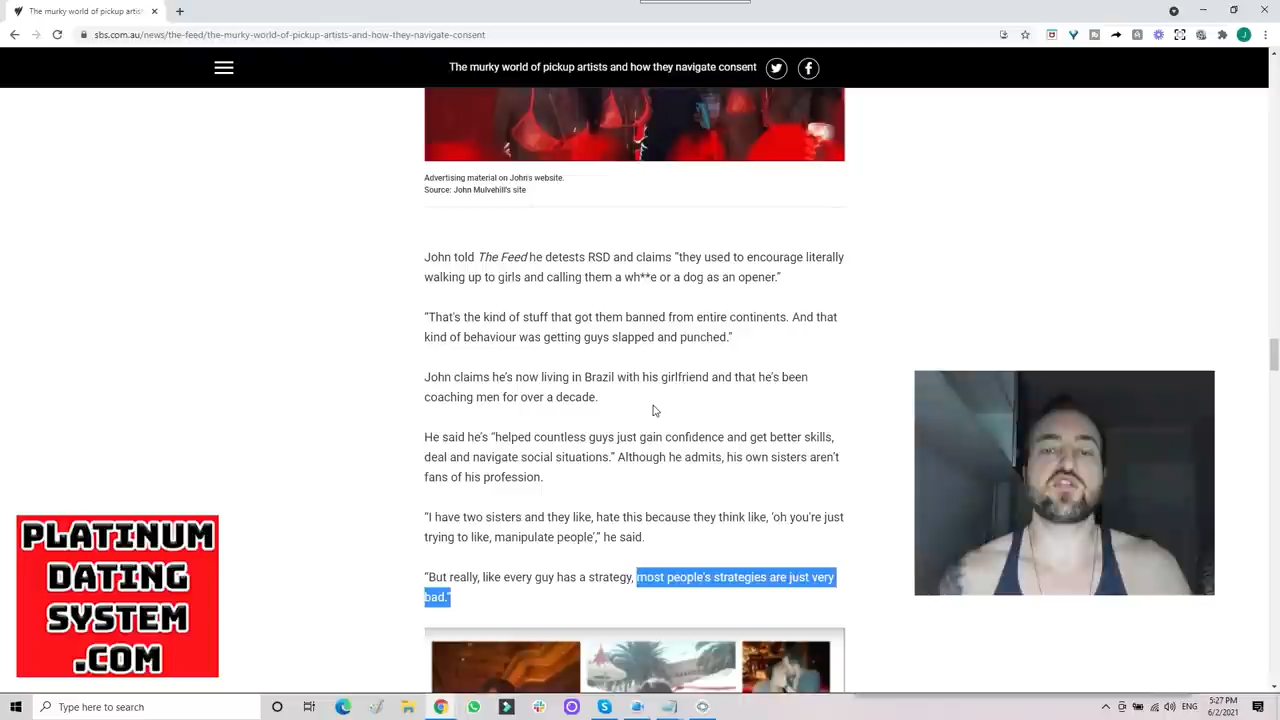 The murky world of pickup artis
sbs.com.au/news/the-feed/the-murky-world-of-pickup-artists-and-how-they-navigate-consent
The murky world of pickup artists and how they navigate consent
Advertising material on John's website.
Source: John Mulvehill's site
John told The Feed he detests RSD and claims “they used to encourage literally
walking up to girls and calling them a wh**e or a dog as an opener.”
“That's the kind of stuff that got them banned from entire continents. And that
kind of behaviour was getting guys slapped and punched.”
John claims he's now living in Brazil with his girlfriend and that he's been
coaching men for over a decade.
He said he's “helped countless guys just gain confidence and get better skills,
deal and navigate social situations.” Although he admits, his own sisters aren't
fans of his profession.
“I have two sisters and they like, hate this because they think like, ‘oh you're just
trying to like, manipulate people’,” he said.
“But really, like every guy has a strategy, most people's strategies are just very
bad.”
PLATINUM
DATING
SYSTEM
.COM
Type here to search
5:27 PM
6/2/2021